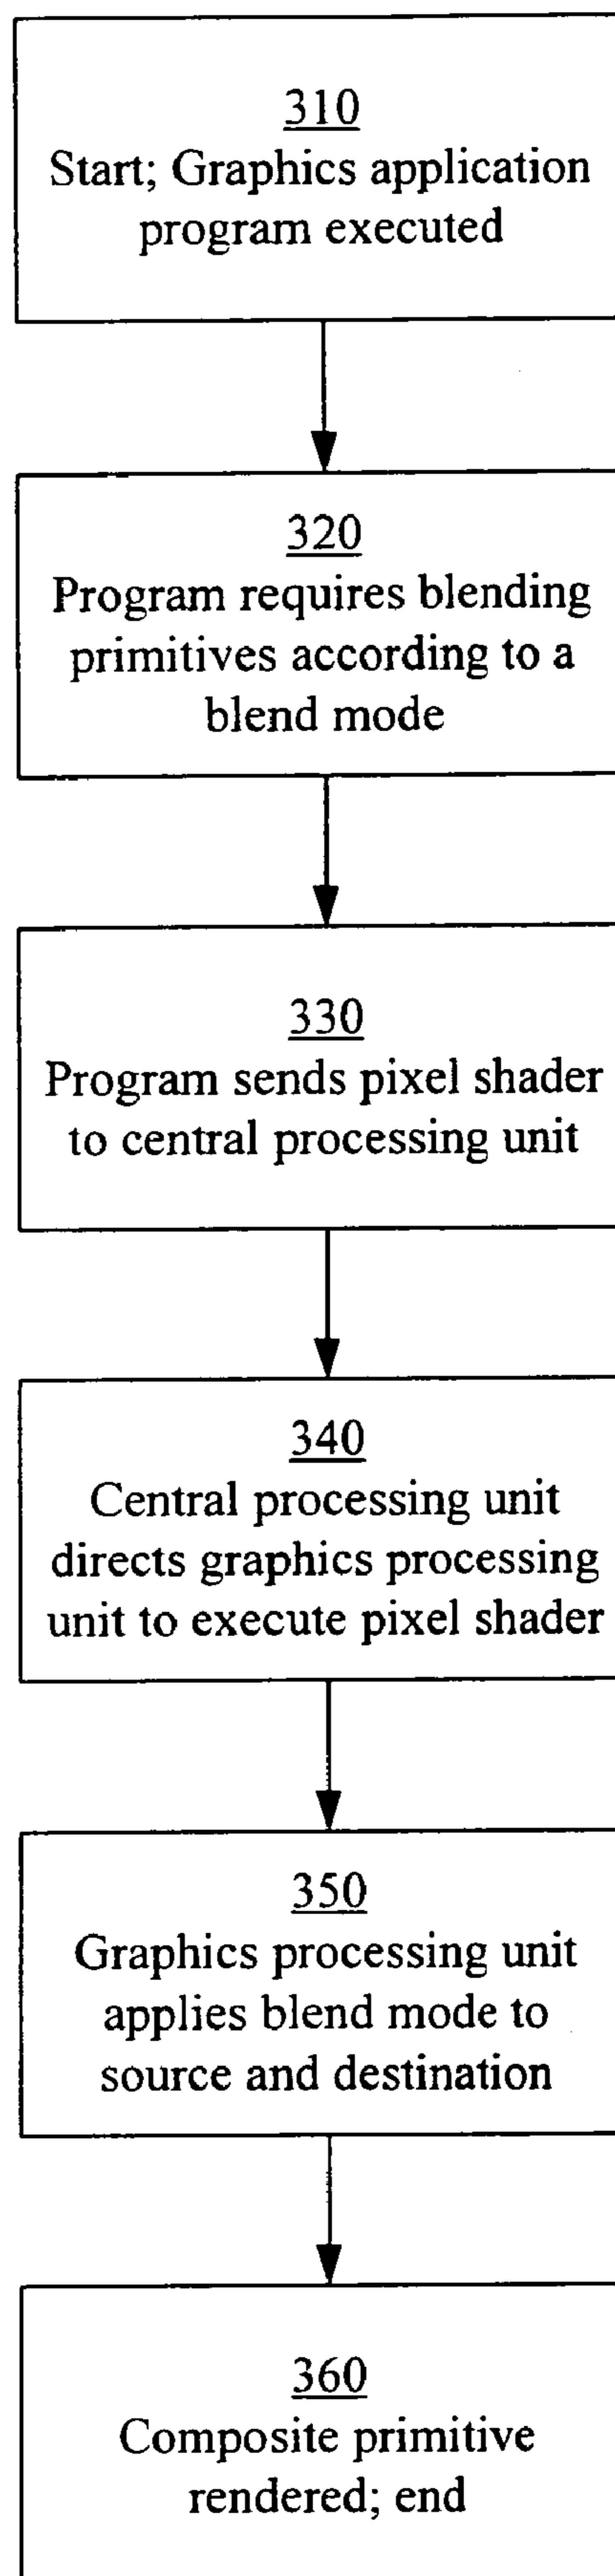 310
Start; Graphics application
program executed
320
Program requires blending
primitives according to a
blend mode
330
Program sends pixel shader
to central processing unit
340
Central processing unit
directs graphics processing
unit to execute pixel shader
350
Graphics processing unit
applies blend mode to
source and destination
360
Composite primitive
rendered; end